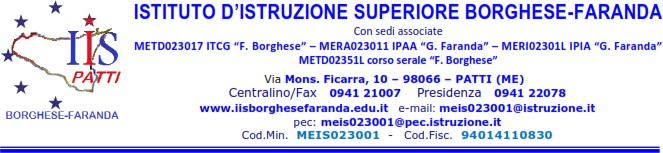 IIS
PATTI
BORGHESE-FARANDA
ISTITUTO D'ISTRUZIONE SUPERIORE BORGHESE-FARANDA
Con sedi associate
METD023017 ITCG “F. Borghese” – MERA023011 IPAA “G. Faranda” – MERI02301L IPIA “G. Faranda”
METD02351L corso serale “F. Borghese”
Via Mons. Ficarra, 10 – 98066 – PATTI (ME)
Centralino/Fax 0941 21007 Presidenza 0941 22078
www.iisborghesefaranda.edu.it e-mail: meis023001@istruzione.it
pec: meis023001@pec.istruzione.it
Cod.Min. MEIS023001 - Cod.Fisc. 94014110830